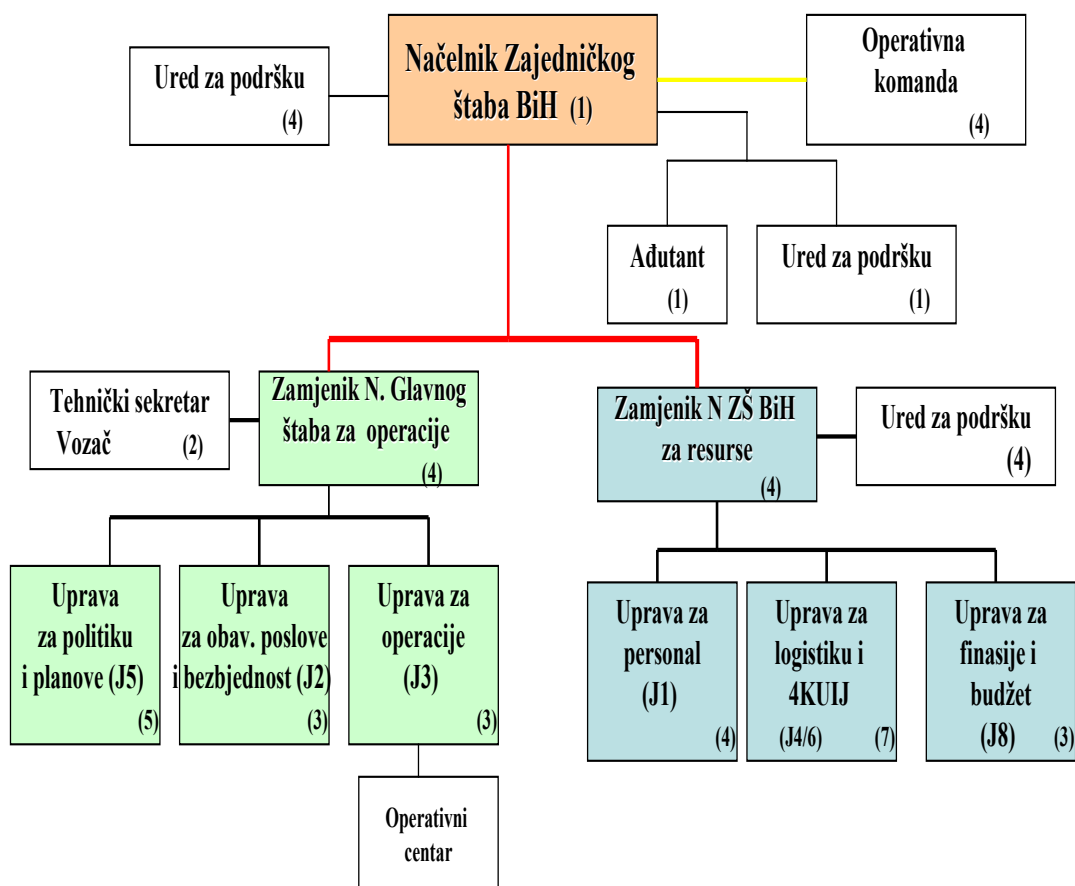 Ured za podršku
(4)
Načelnik Zajedničkog
štaba BiH (1)
Operativna
komanda
(4)
Ađutant
(1)
Ured za podršku
(1)
Tehnički sekretar
Vozač (2)
Zamjenik N. Glavnog
štaba za operacije
(4)
Zamjenik N ZŠ BiH
za resurse
(4)
Ured za podršku
(4)
Uprava
za politiku
i planove (J5)
(5)
Uprava
za obav. poslove
i bezbjednost (J2)
(3)
Uprava za
operacije
(J3)
(3)
Uprava za
personal
(J1)
(4)
Uprava za
logistiku i
4KUIJ
(J4/6) (7)
Uprava za
finasije i
budžet
(J8) (3)
Operativni
centar